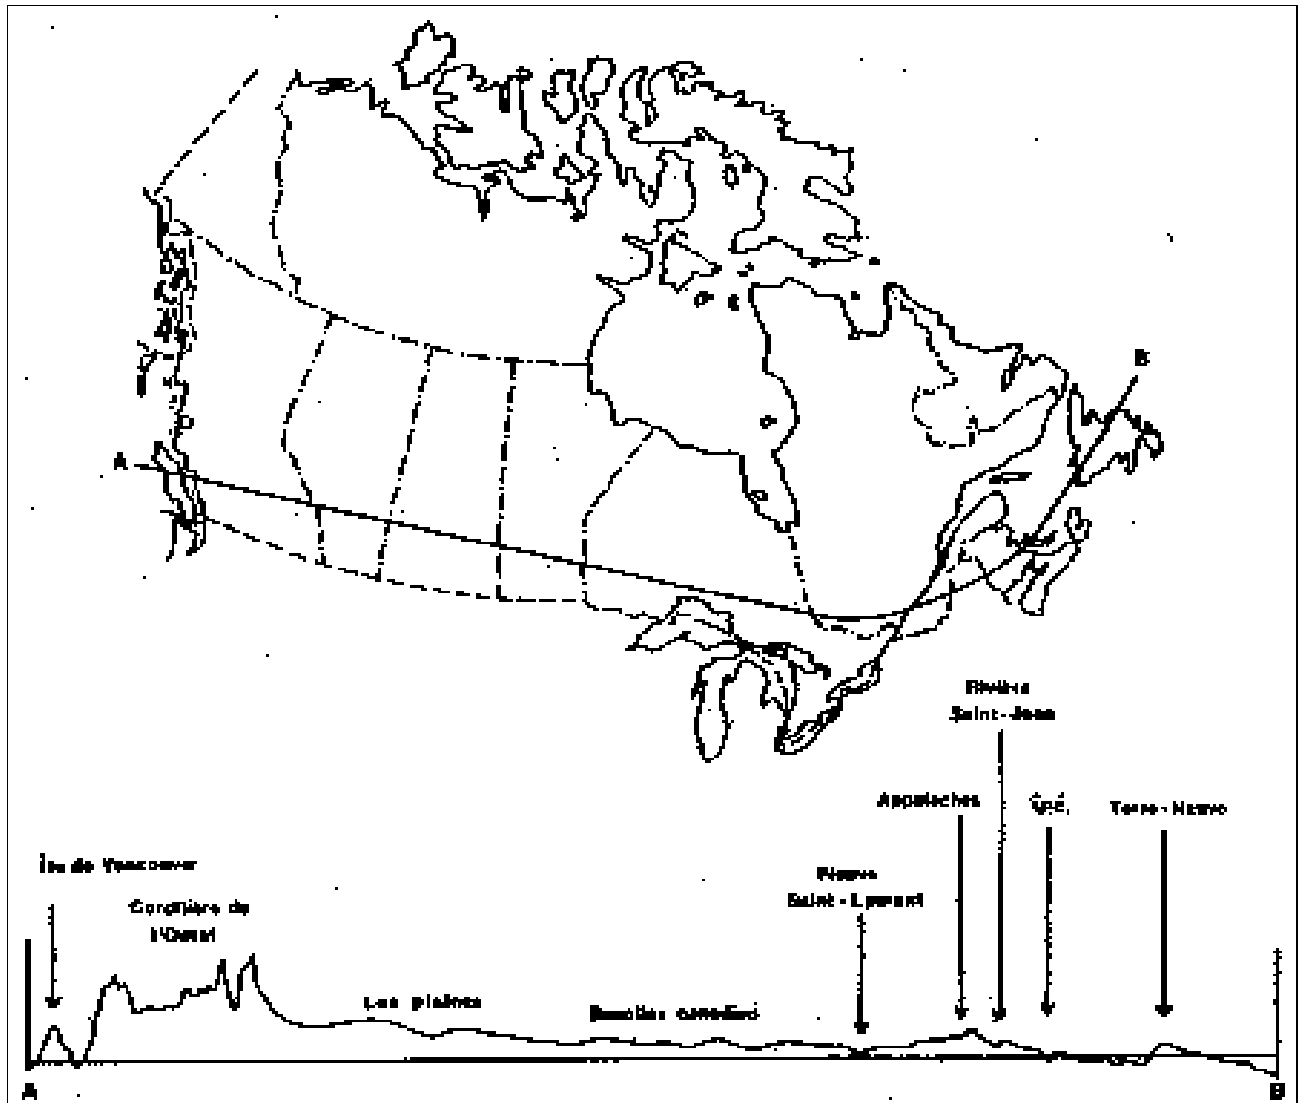 B
A
Rivière
Saint-Jean
Appalaches
Î.P.É.
Terre-Neuve
Île de Vancouver
Fleuve
Saint-Laurent
Cordillère de
l'Ouest
Les plaines
Bouclier canadien
A
B